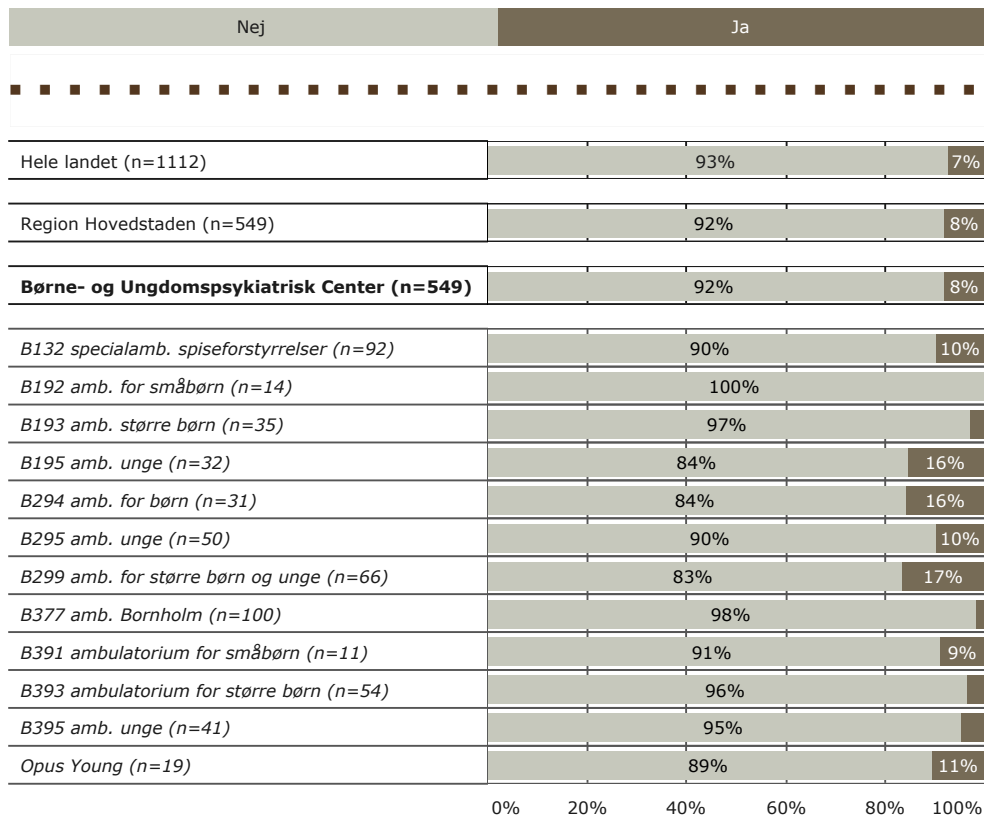 Nej Ja
Hele landet (n=1112) 93% 7%
Region Hovedstaden (n=549) 92% 8%
Børne- og Ungdomspsykiatrisk Center (n=549) 92% 8%
B132 specialamb. spiseforstyrrelser (n=92) 90% 10%
B192 amb. for småbørn (n=14) 100%
B193 amb. større børn (n=35) 97%
B195 amb. unge (n=32) 84% 16%
B294 amb. for børn (n=31) 84% 16%
B295 amb. unge (n=50) 90% 10%
B299 amb. for større børn og unge (n=66) 83% 17%
B377 amb. Bornholm (n=100) 98%
B391 ambulatorium for småbørn (n=11) 91% 9%
B393 ambulatorium for større børn (n=54) 96%
B395 amb. unge (n=41) 95%
Opus Young (n=19) 89% 11%
0% 20% 40% 60% 80% 100%